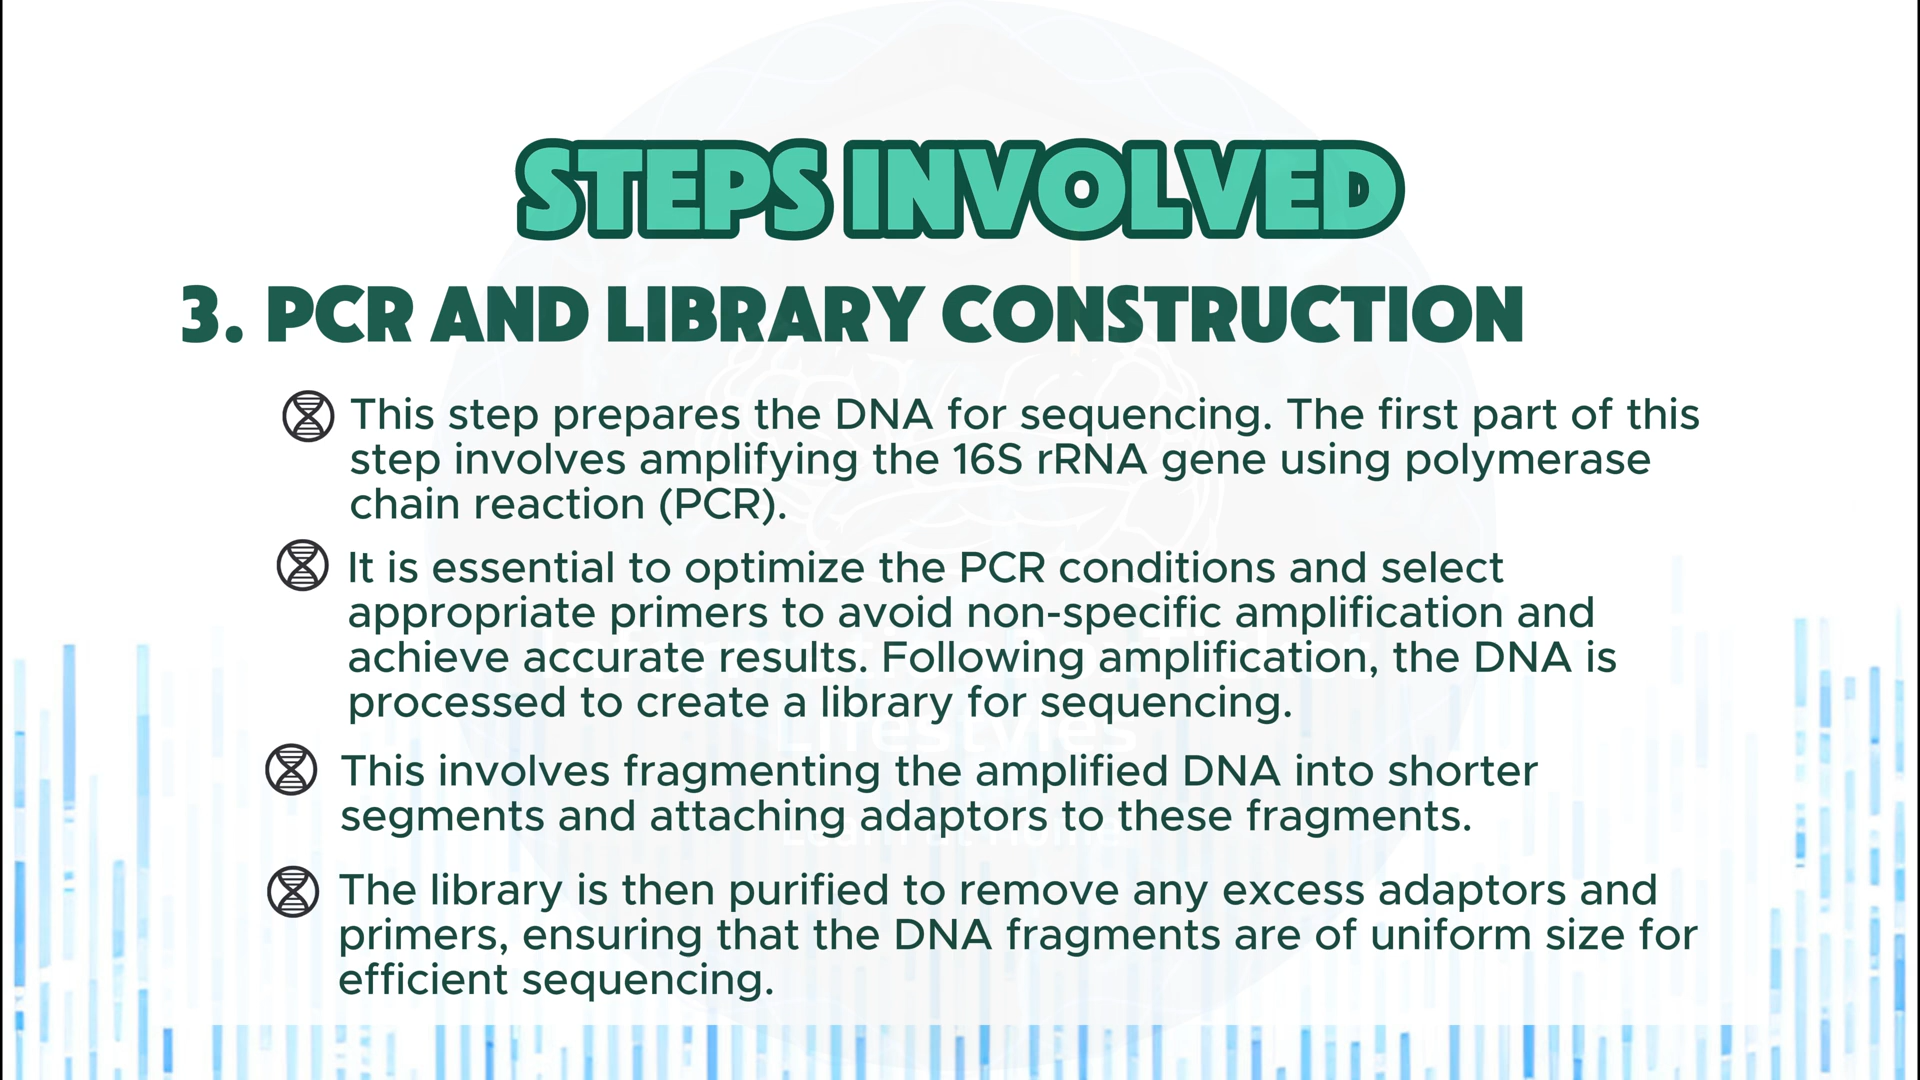 STEPS INVOLVED
3. PCR AND LIBRARY CONSTRUCTION
This step prepares the DNA for sequencing. The first part of this
step involves amplifying the 16S rRNA gene using polymerase
chain reaction (PCR).
It is essential to optimize the PCR conditions and select
appropriate primers to avoid non-specific amplification and
achieve accurate results. Following amplification, the DNA is
processed to create a library for sequencing.
Lifestyles
This involves fragmenting the amplified DNA into shorter
segments and attaching adaptors to these fragments.
Learn at Home
The library is then purified to remove any excess adaptors and
primers, ensuring that the DNA fragments are of uniform size for
efficient sequencing.